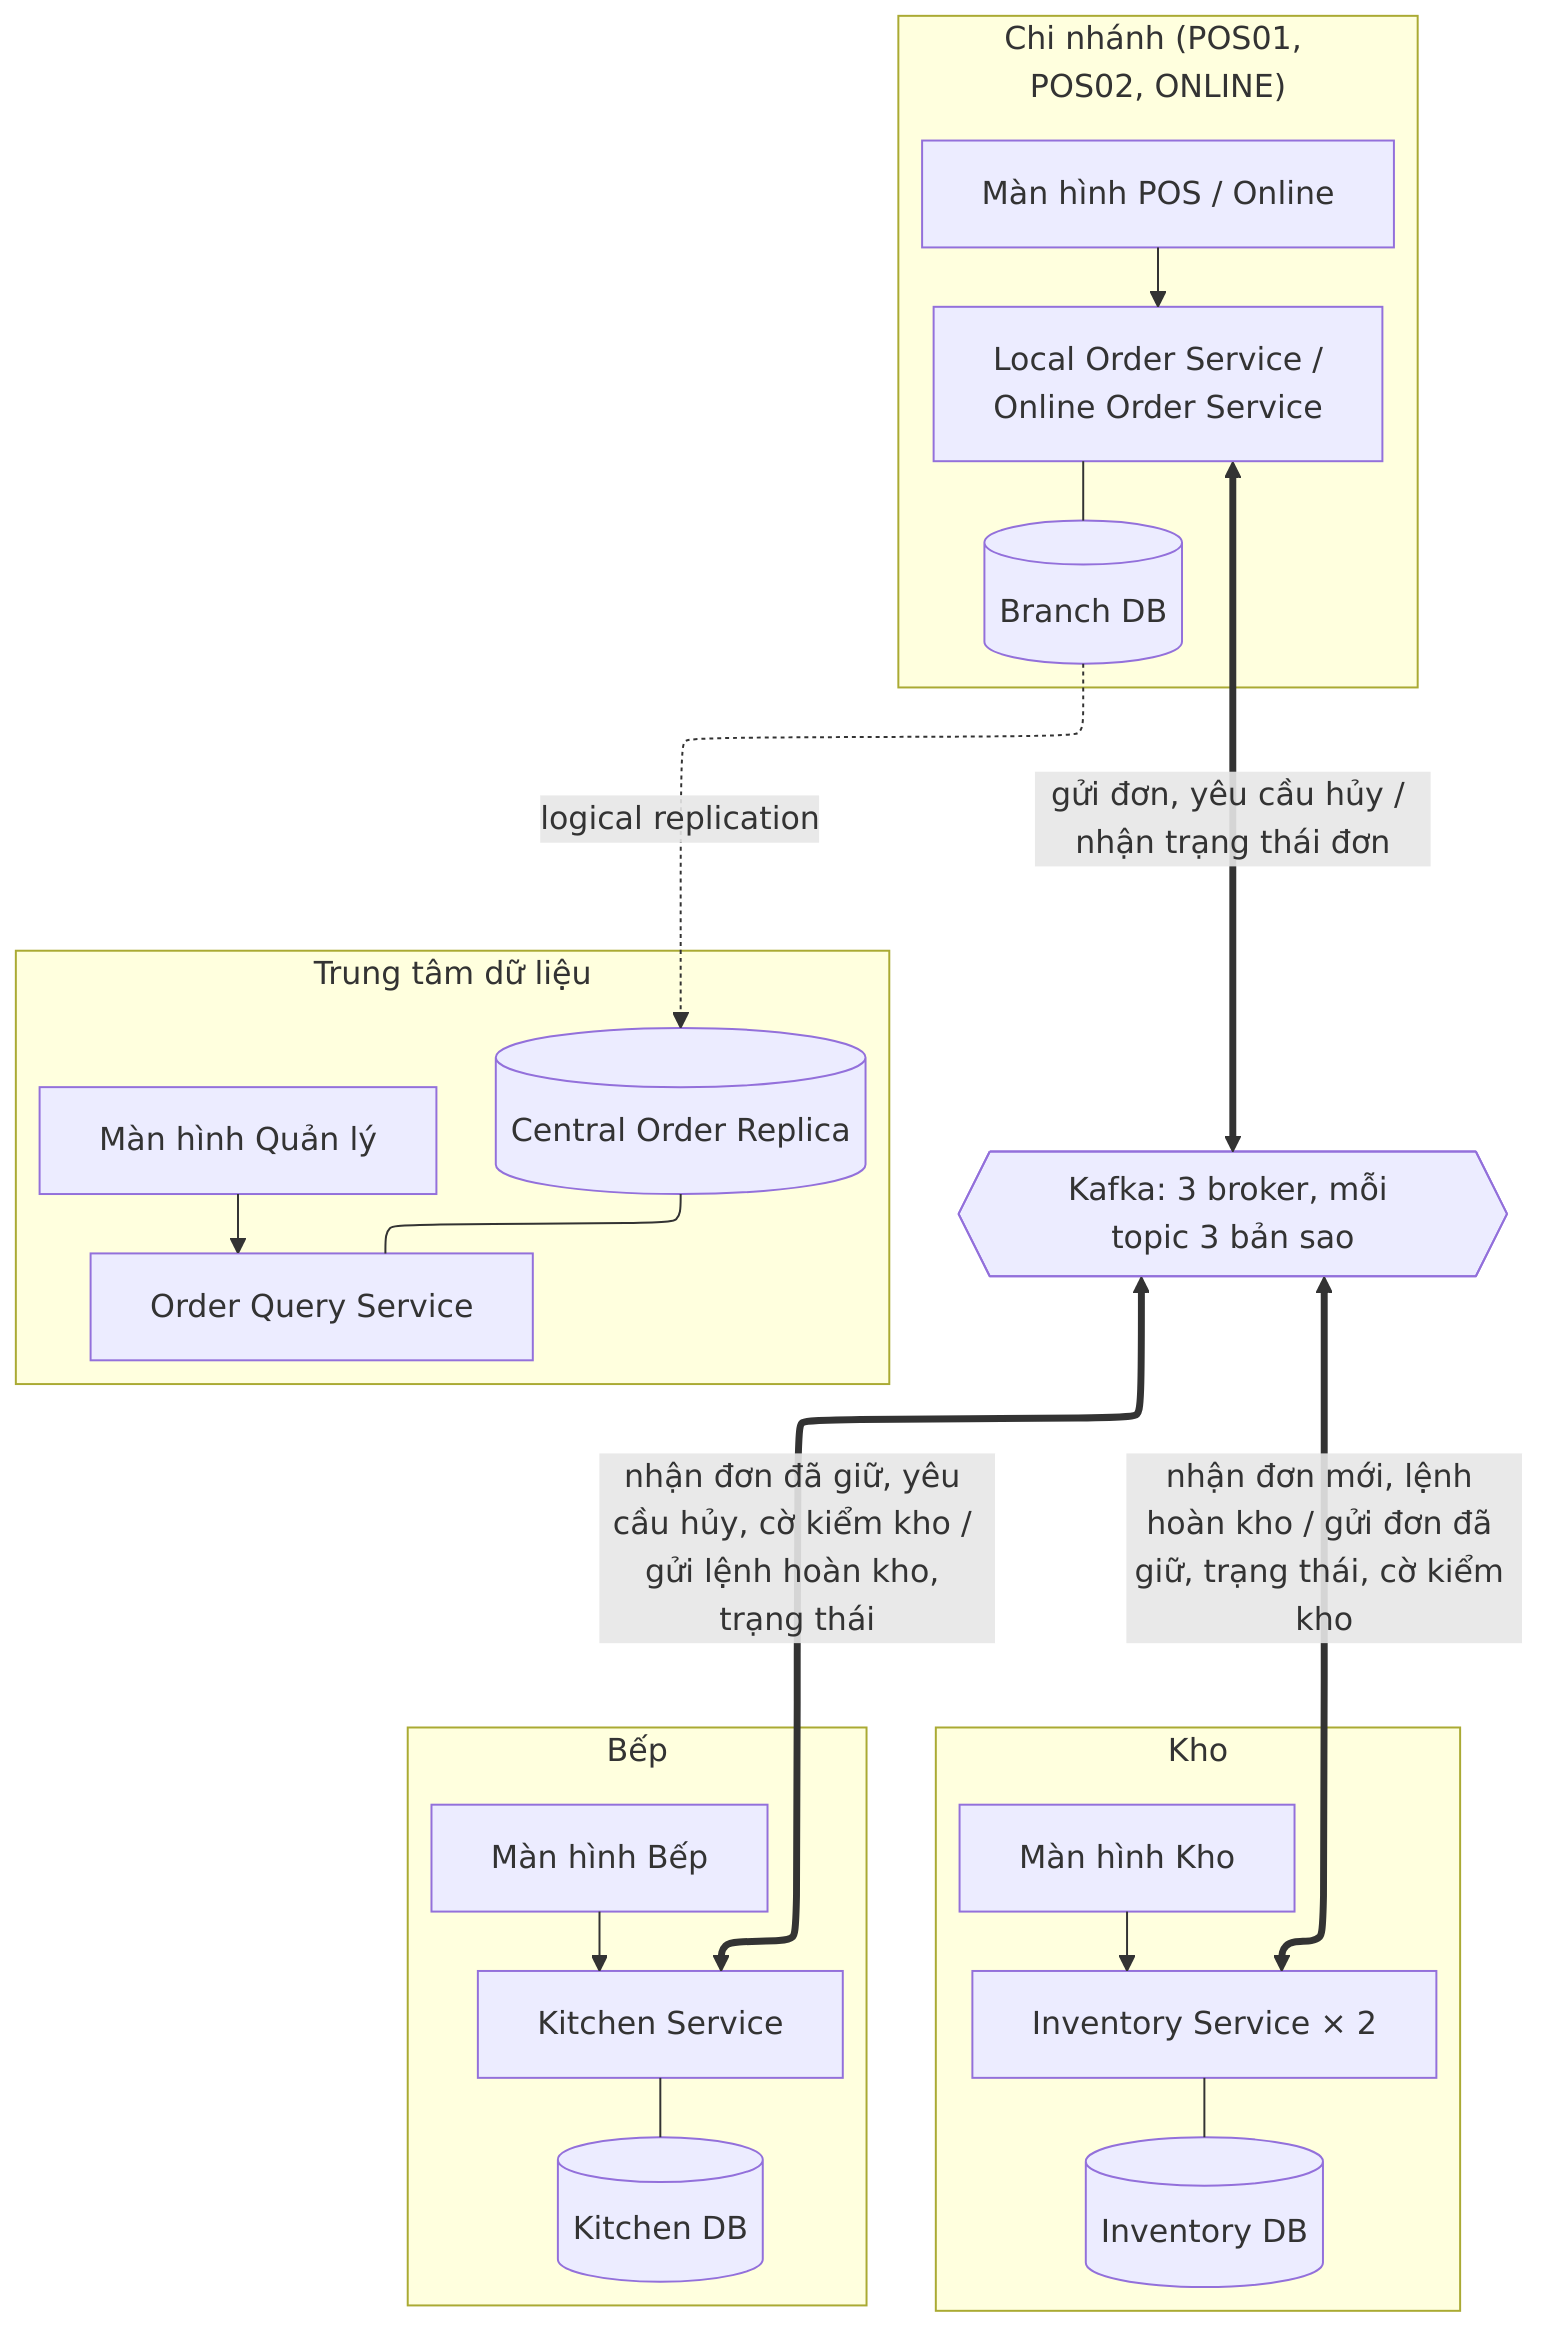 Chi nhánh (POS01,
POS02, ONLINE)
Màn hình POS / Online
Local Order Service /
Online Order Service
Branch DB
logical replication
gửi đơn, yêu cầu hủy /
nhận trạng thái đơn
Trung tâm dữ liệu
Central Order Replica
Màn hình Quản lý
Order Query Service
Kafka: 3 broker, mỗi
topic 3 bản sao
nhận đơn đã giữ, yêu
cầu hủy, cờ kiểm kho /
gửi lệnh hoàn kho,
trạng thái
nhận đơn mới, lệnh
hoàn kho / gửi đơn đã
giữ, trạng thái, cờ kiểm
kho
Bếp
Màn hình Bếp
Kitchen Service
Kitchen DB
Kho
Màn hình Kho
Inventory Service × 2
Inventory DB